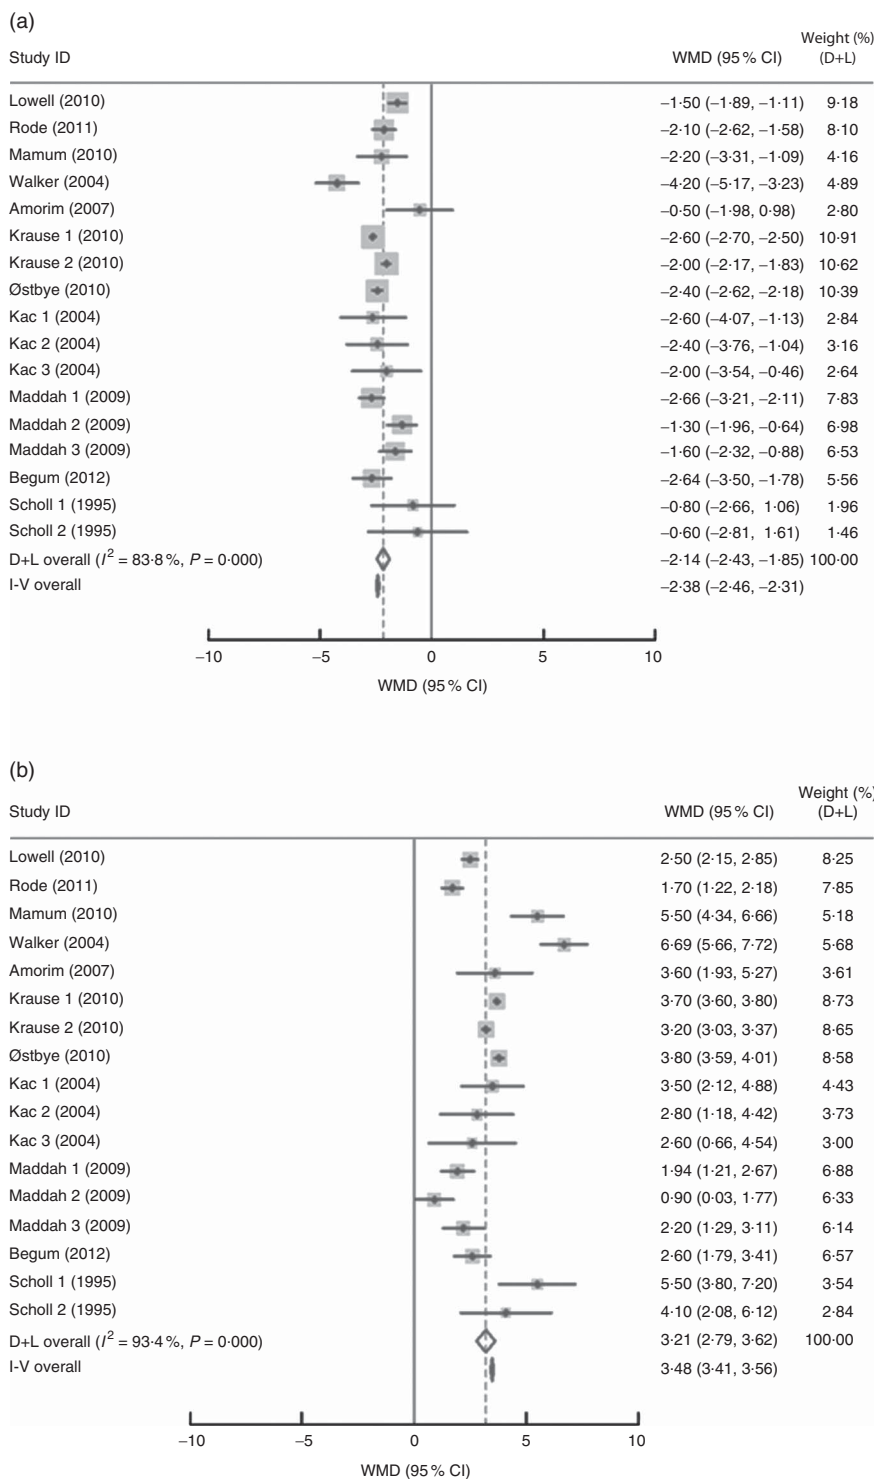 (a)
Study ID WMD (95 % CI) Weight (%) (D+L)
Lowell (2010) −1·50 (−1·89, −1·11) 9·18
Rode (2011) −2·10 (−2·62, −1·58) 8·10
Mamum (2010) −2·20 (−3·31, −1·09) 4·16
Walker (2004) −4·20 (−5·17, −3·23) 4·89
Amorim (2007) −0·50 (−1·98, 0·98) 2·80
Krause 1 (2010) −2·60 (−2·70, −2·50) 10·91
Krause 2 (2010) −2·00 (−2·17, −1·83) 10·62
Østbye (2010) −2·40 (−2·62, −2·18) 10·39
Kac 1 (2004) −2·60 (−4·07, −1·13) 2·84
Kac 2 (2004) −2·40 (−3·76, −1·04) 3·16
Kac 3 (2004) −2·00 (−3·54, −0·46) 2·64
Maddah 1 (2009) −2·66 (−3·21, −2·11) 7·83
Maddah 2 (2009) −1·30 (−1·96, −0·64) 6·98
Maddah 3 (2009) −1·60 (−2·32, −0·88) 6·53
Begum (2012) −2·64 (−3·50, −1·78) 5·56
Scholl 1 (1995) −0·80 (−2·66, 1·06) 1·96
Scholl 2 (1995) −0·60 (−2·81, 1·61) 1·46
D+L overall (I² = 83·8 %, P = 0·000) −2·14 (−2·43, −1·85) 100·00
I-V overall −2·38 (−2·46, −2·31)
−10 −5 0 5 10
WMD (95 % CI)
(b)
Study ID WMD (95 % CI) Weight (%) (D+L)
Lowell (2010) 2·50 (2·15, 2·85) 8·25
Rode (2011) 1·70 (1·22, 2·18) 7·85
Mamum (2010) 5·50 (4·34, 6·66) 5·18
Walker (2004) 6·69 (5·66, 7·72) 5·68
Amorim (2007) 3·60 (1·93, 5·27) 3·61
Krause 1 (2010) 3·70 (3·60, 3·80) 8·73
Krause 2 (2010) 3·20 (3·03, 3·37) 8·65
Østbye (2010) 3·80 (3·59, 4·01) 8·58
Kac 1 (2004) 3·50 (2·12, 4·88) 4·43
Kac 2 (2004) 2·80 (1·18, 4·42) 3·73
Kac 3 (2004) 2·60 (0·66, 4·54) 3·00
Maddah 1 (2009) 1·94 (1·21, 2·67) 6·88
Maddah 2 (2009) 0·90 (0·03, 1·77) 6·33
Maddah 3 (2009) 2·20 (1·29, 3·11) 6·14
Begum (2012) 2·60 (1·79, 3·41) 6·57
Scholl 1 (1995) 5·50 (3·80, 7·20) 3·54
Scholl 2 (1995) 4·10 (2·08, 6·12) 2·84
D+L overall (I² = 93·4 %, P = 0·000) 3·21 (2·79, 3·62) 100·00
I-V overall 3·48 (3·41, 3·56)
−10 −5 0 5 10
WMD (95 % CI)